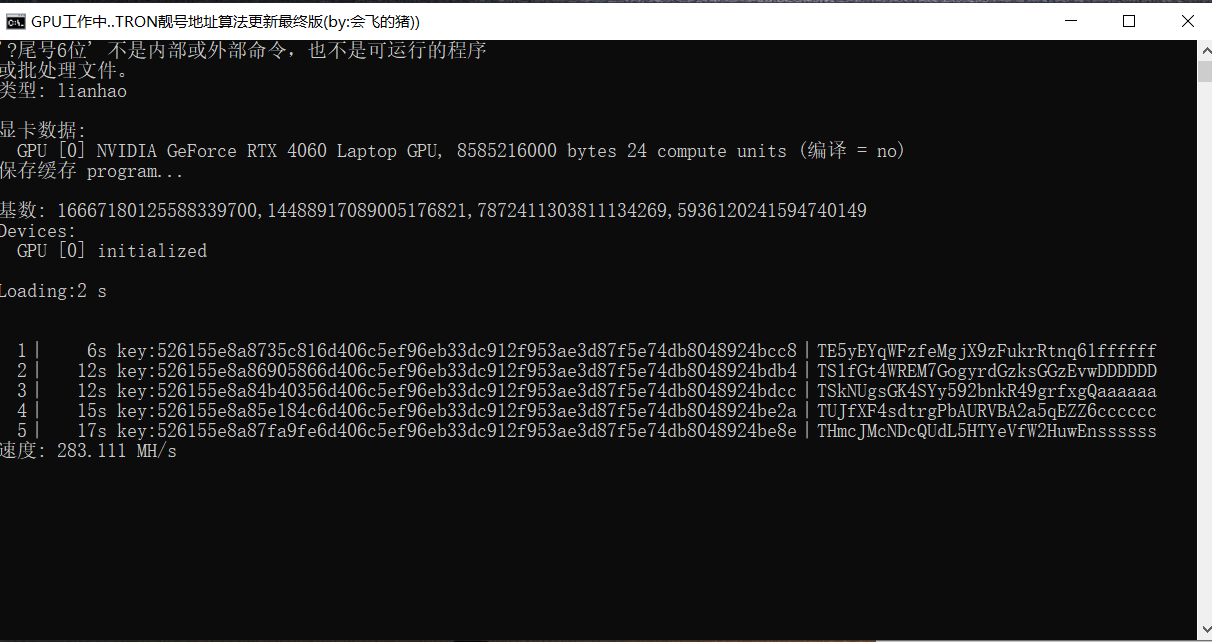 GPU工作中..TRON靓号地址算法更新最终版(by:会飞的猪))
'?尾号6位' 不是内部或外部命令，也不是可运行的程序
或批处理文件。
类型: lianhao
显卡数据:
GPU [0] NVIDIA GeForce RTX 4060 Laptop GPU, 8585216000 bytes 24 compute units (编译 = no)
保存缓存 program...
基数: 16667180125588339700,14488917089005176821,7872411303811134269,5936120241594740149
Devices:
GPU [0] initialized
Loading:2 s
1| 6s key:526155e8a8735c816d406c5ef96eb33dc912f953ae3d87f5e74db8048924bcc8|TE5yEYqWFzfeMgjX9zFukrRtnq61ffffff
2| 12s key:526155e8a86905866d406c5ef96eb33dc912f953ae3d87f5e74db8048924bdb4|TS1fGt4WREM7GogyrdGzksGGzEvwDDDDDD
3| 12s key:526155e8a84b40356d406c5ef96eb33dc912f953ae3d87f5e74db8048924bdcc|TSkNUgsGK4SYy592bnkR49grfxgQaaaaaa
4| 15s key:526155e8a85e184c6d406c5ef96eb33dc912f953ae3d87f5e74db8048924be2a|TUJfXF4sdtrgPbAURVBA2a5qEZZ6cccccc
5| 17s key:526155e8a87fa9fe6d406c5ef96eb33dc912f953ae3d87f5e74db8048924be8e|THmcJMcNDcQUdL5HTYeVfW2HuwEnssssss
速度: 283.111 MH/s